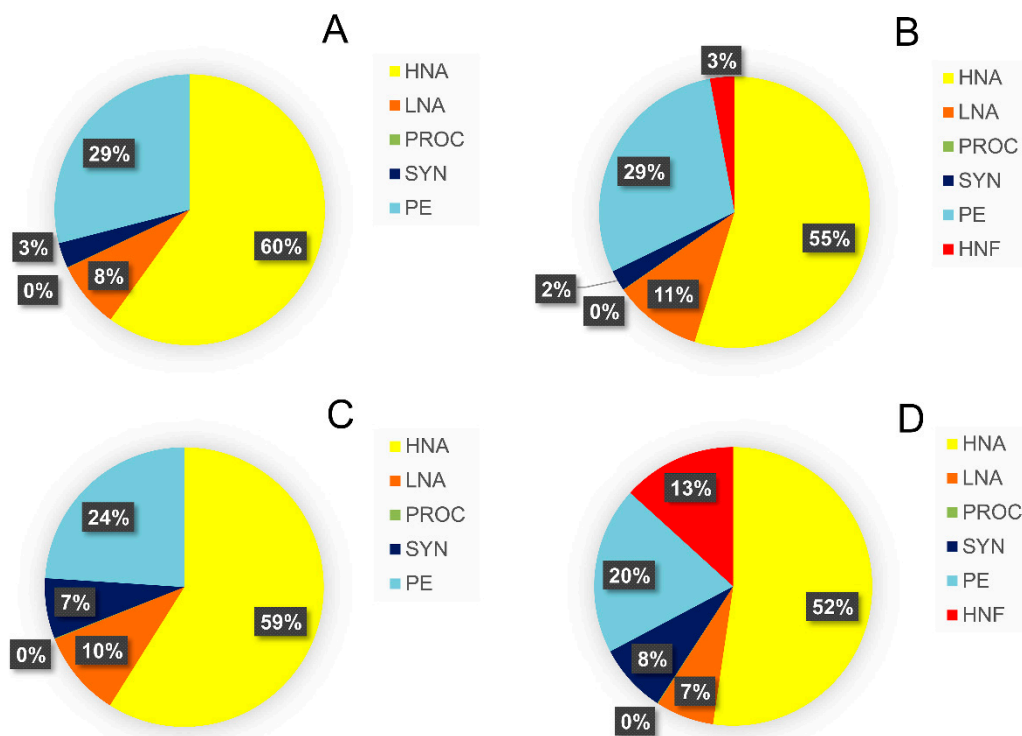 A
HNA
LNA
PROC
SYN
PE
29%
3%
0%
8%
60%
B
HNA
LNA
PROC
SYN
PE
HNF
3%
29%
2%
0%
11%
55%
C
HNA
LNA
PROC
SYN
PE
24%
7%
0%
10%
59%
D
HNA
LNA
PROC
SYN
PE
HNF
13%
20%
8%
0%
7%
52%